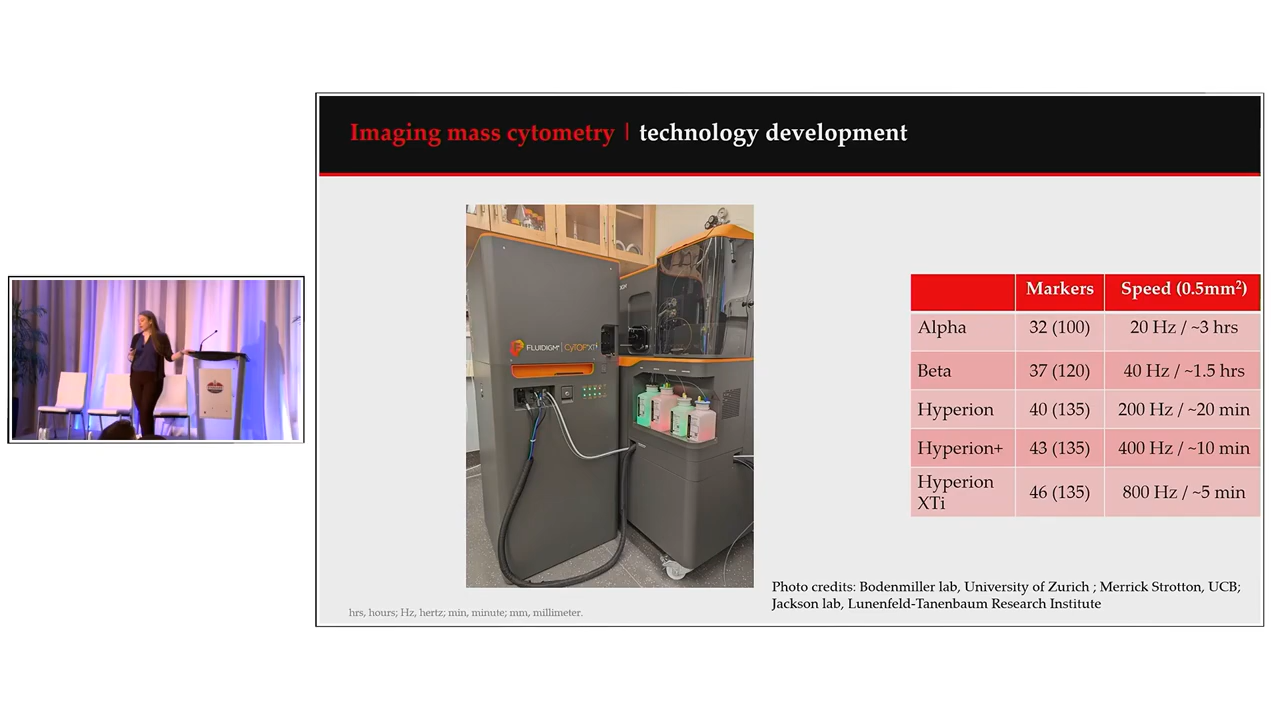 Imaging mass cytometry | technology development
FLUIDIGM | CyTOF XTi
Markers Speed (0.5mm²)
Alpha 32 (100) 20 Hz / ~3 hrs
Beta 37 (120) 40 Hz / ~1.5 hrs
Hyperion 40 (135) 200 Hz / ~20 min
Hyperion+ 43 (135) 400 Hz / ~10 min
Hyperion
XTi 46 (135) 800 Hz / ~5 min
Photo credits: Bodenmiller lab, University of Zurich ; Merrick Strotton, UCB;
Jackson lab, Lunenfeld-Tanenbaum Research Institute
hrs, hours; Hz, hertz; min, minute; mm, millimeter.